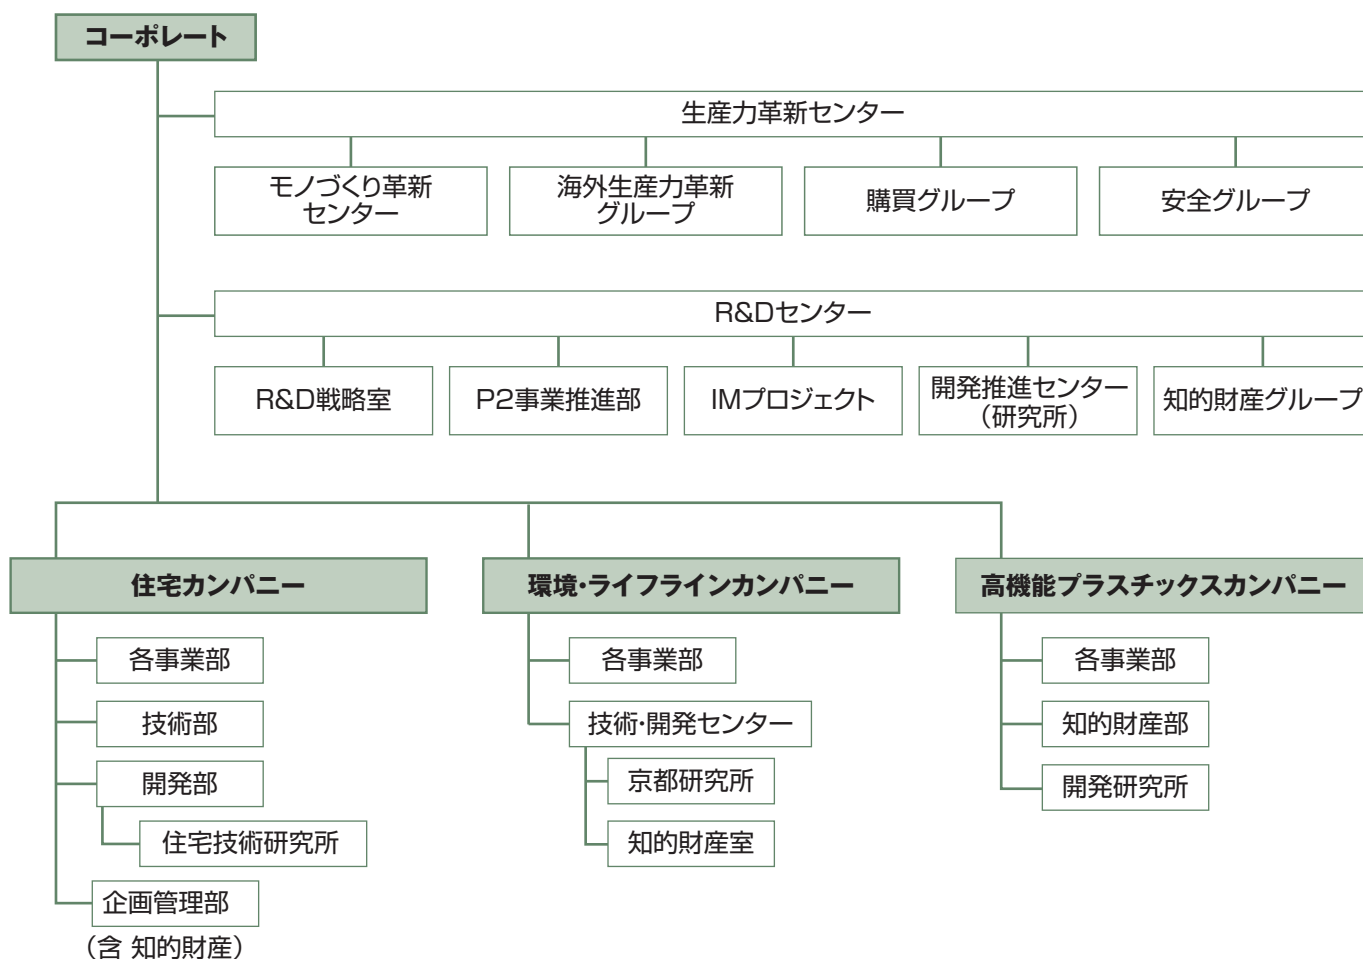 コーポレート
生産力革新センター
モノづくり革新
センター
海外生産力革新
グループ
購買グループ
安全グループ
R&Dセンター
R&D戦略室
P2事業推進部
IMプロジェクト
開発推進センター
（研究所）
知的財産グループ
住宅カンパニー
環境・ライフラインカンパニー
高機能プラスチックスカンパニー
各事業部
技術部
開発部
住宅技術研究所
企画管理部
（含 知的財産）
各事業部
技術・開発センター
京都研究所
知的財産室
各事業部
知的財産部
開発研究所